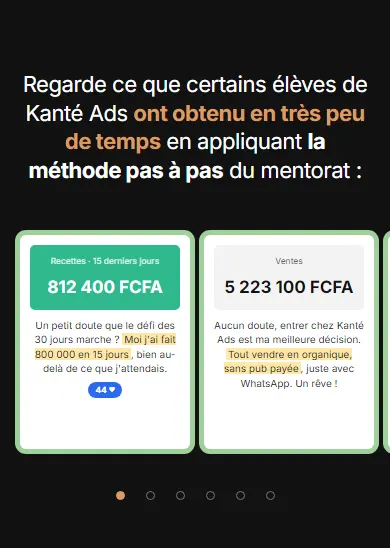 Regarde ce que certains élèves de
Kanté Ads ont obtenu en très peu
de temps en appliquant la
méthode pas à pas du mentorat :
Recettes · 15 derniers jours
812 400 FCFA
Un petit doute que le défi des
30 jours marche ? Moi j'ai fait
800 000 en 15 jours, bien au-
delà de ce que j'attendais.
44 ♥
Ventes
5 223 100 FCFA
Aucun doute, entrer chez Kanté
Ads est ma meilleure décision.
Tout vendre en organique,
sans pub payée, juste avec
WhatsApp. Un rêve !